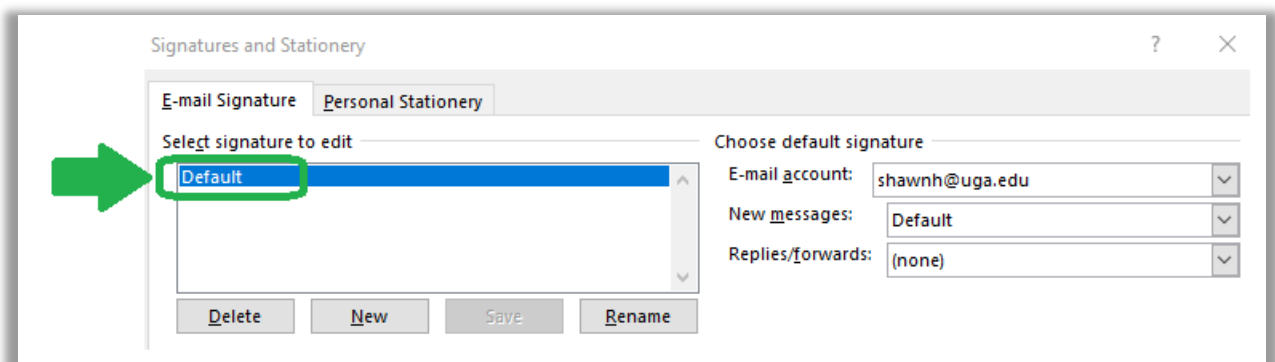 Signatures and Stationery ?
E-mail Signature Personal Stationery
Select signature to edit
Default
Delete New Save Rename
Choose default signature
E-mail account: shawnh@uga.edu
New messages: Default
Replies/forwards: (none)